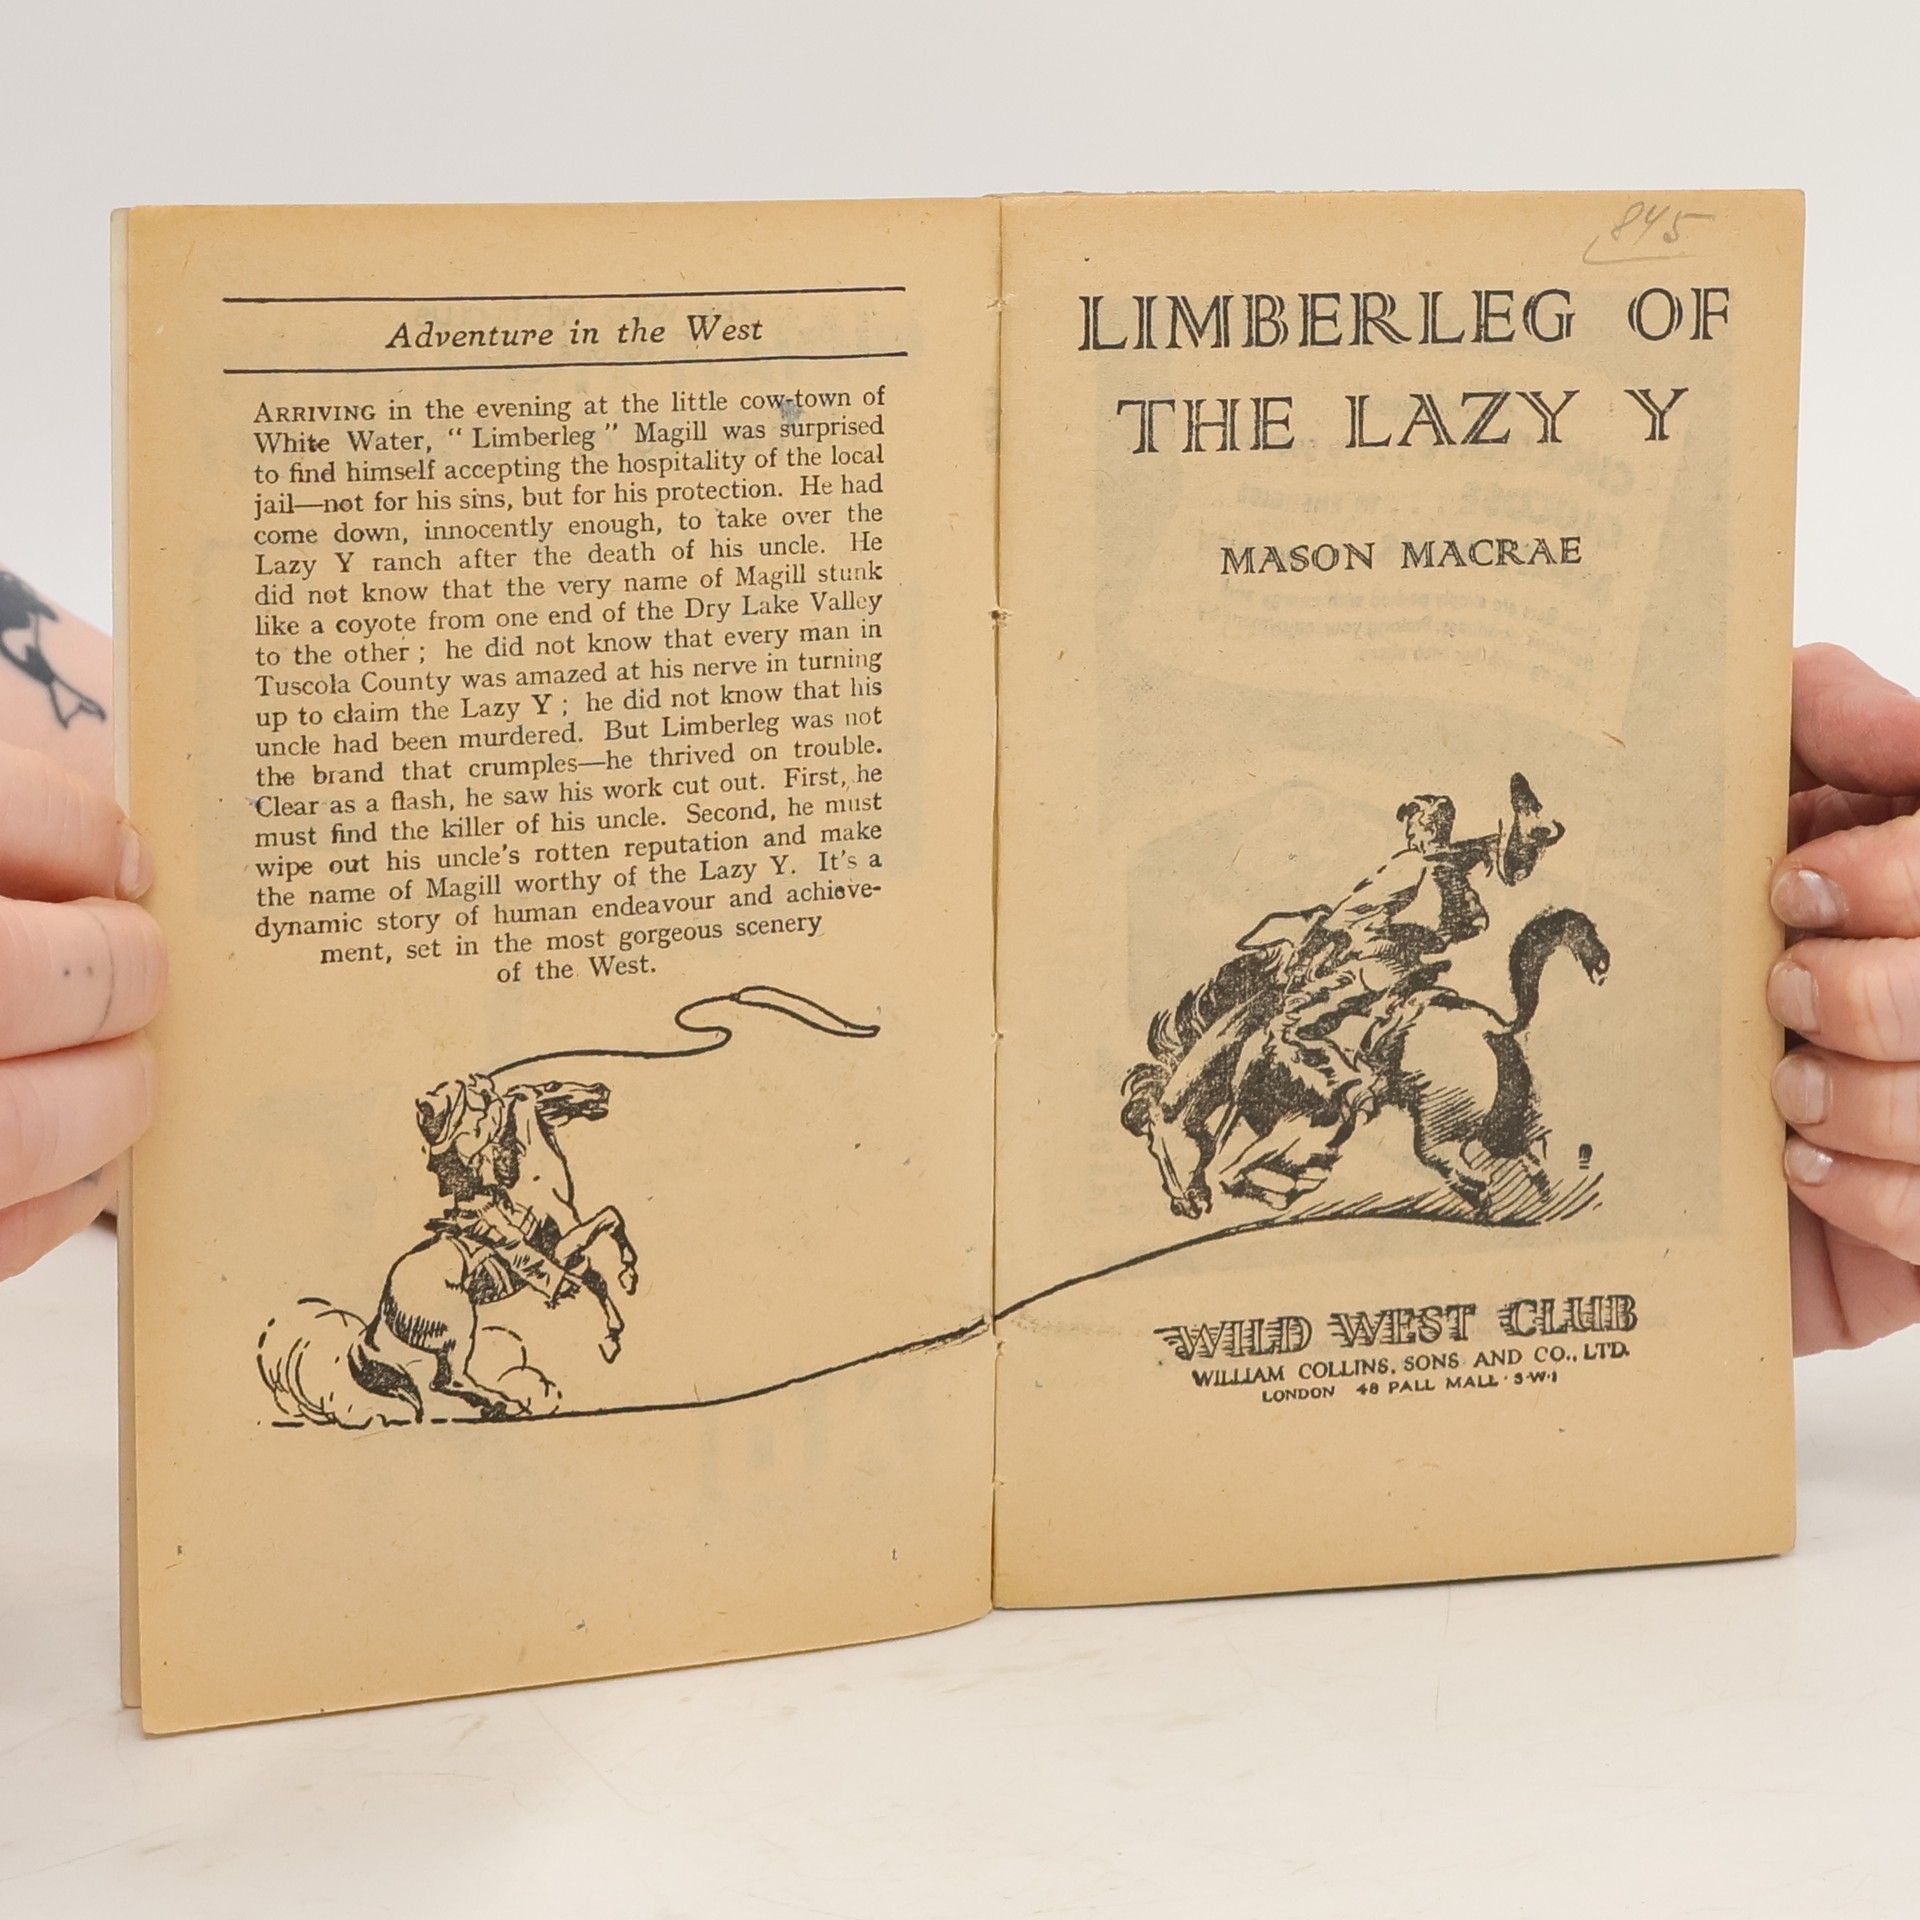 Adventure in the West
ARRIVING in the evening at the little cow-town of
White Water, “ Limberleg ” Magill was surprised
to find himself accepting the hospitality of the local
jail—not for his sins, but for his protection. He had
come down, innocently enough, to take over the
Lazy Y ranch after the death of his uncle. He
did not know that the very name of Magill stunk
like a coyote from one end of the Dry Lake Valley
to the other ; he did not know that every man in
Tuscola County was amazed at his nerve in turning
up to claim the Lazy Y ; he did not know that his
uncle had been murdered. But Limberleg was not
the brand that crumples—he thrived on trouble.
Clear as a flash, he saw his work cut out. First, he
must find the killer of his uncle. Second, he must
wipe out his uncle's rotten reputation and make
the name of Magill worthy of the Lazy Y. It's a
dynamic story of human endeavour and achieve-
ment, set in the most gorgeous scenery
of the West.
845
LIMBERLEG OF
THE LAZY Y
MASON MACRAE
WILD WEST CLUB
WILLIAM COLLINS, SONS AND CO., LTD.
LONDON 48 PALL MALL · S·W·1